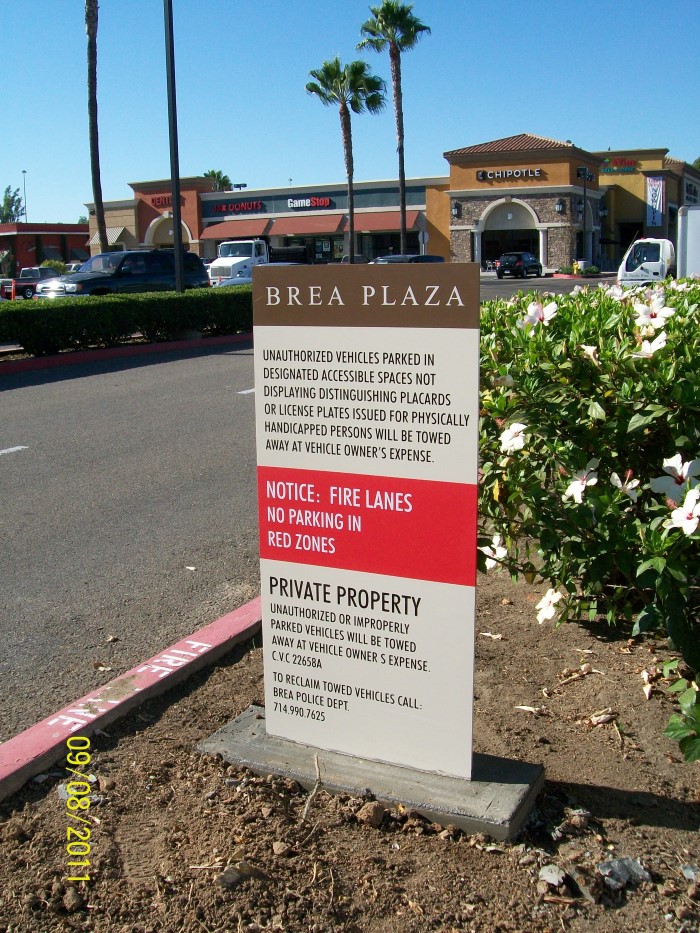 DENTIST
DONUTS
GameStop
CHIPOTLE
BREA PLAZA
UNAUTHORIZED VEHICLES PARKED IN
DESIGNATED ACCESSIBLE SPACES NOT
DISPLAYING DISTINGUISHING PLACARDS
OR LICENSE PLATES ISSUED FOR PHYSICALLY
HANDICAPPED PERSONS WILL BE TOWED
AWAY AT VEHICLE OWNER'S EXPENSE.
NOTICE: FIRE LANES
NO PARKING IN
RED ZONES
PRIVATE PROPERTY
UNAUTHORIZED OR IMPROPERLY
PARKED VEHICLES WILL BE TOWED
AWAY AT VEHICLE OWNER S EXPENSE.
C.V.C 22658A
TO RECLAIM TOWED VEHICLES CALL:
BREA POLICE DEPT.
714.990.7625
FIRE LANE
09/08/2011